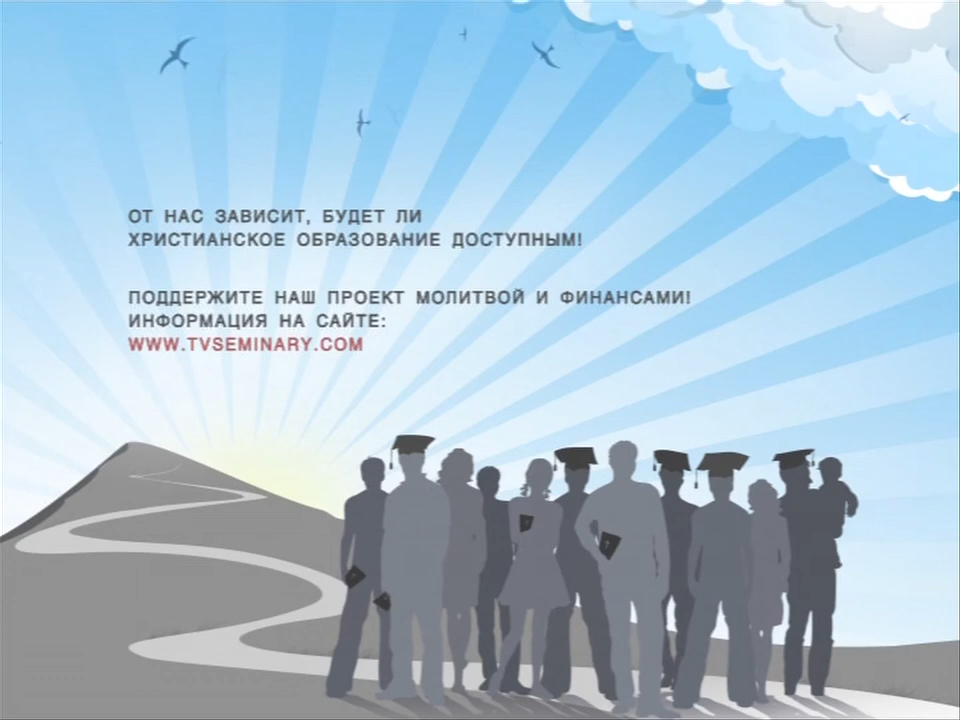 ОТ НАС ЗАВИСИТ, БУДЕТ ЛИ
ХРИСТИАНСКОЕ ОБРАЗОВАНИЕ ДОСТУПНЫМ!
ПОДДЕРЖИТЕ НАШ ПРОЕКТ МОЛИТВОЙ И ФИНАНСАМИ!
ИНФОРМАЦИЯ НА САЙТЕ:
WWW.TVSEMINARY.COM